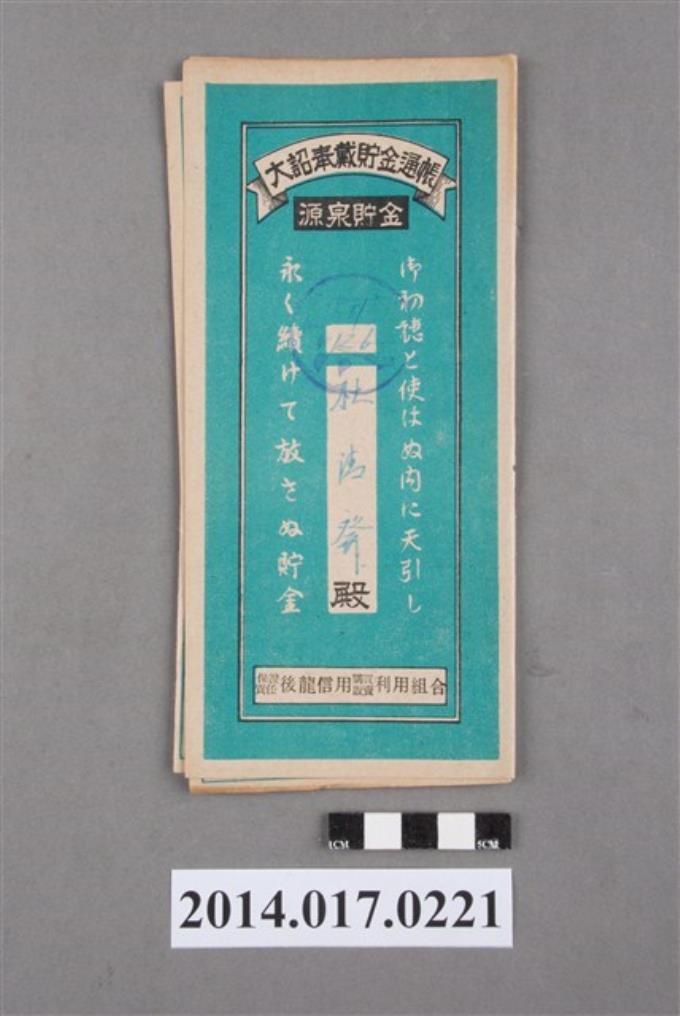 大詔奉戴貯金通帳
源泉貯金
御初穂と使はぬ内に天引し
永く續けて放さぬ貯金
殿
保證責任後龍信用購買販賣利用組合
1CM
5CM
2014.017.0221